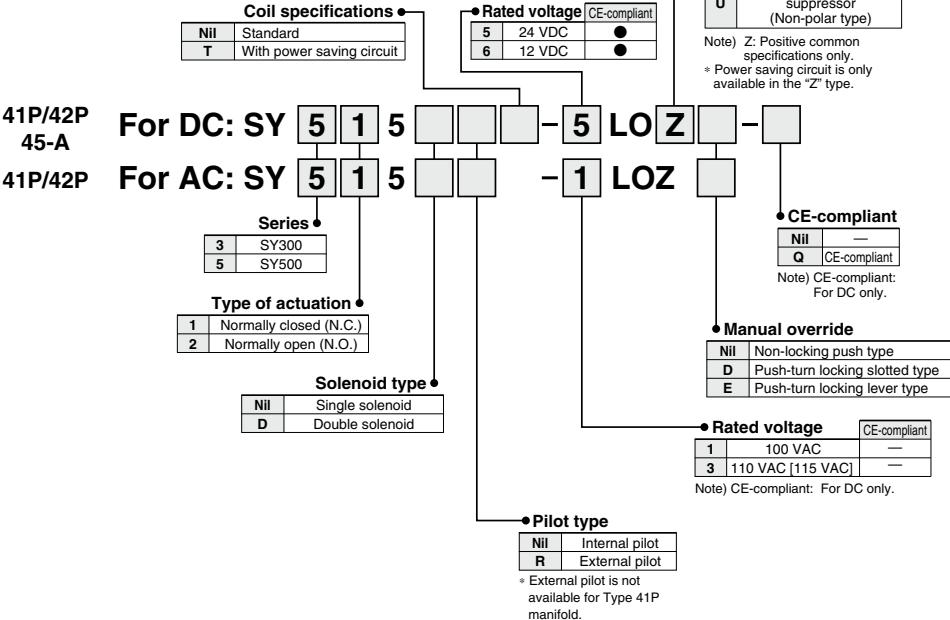 Coil specifications
Nil Standard
T With power saving circuit
Rated voltage CE-compliant
5 24 VDC ●
6 12 VDC ●
U suppressor
(Non-polar type)
Note) Z: Positive common
specifications only.
* Power saving circuit is only
available in the “Z” type.
41P/42P
45-A
For DC: SY 5 1 5 – 5 LO Z –
41P/42P
For AC: SY 5 1 5 – 1 LOZ
Series
3 SY300
5 SY500
Type of actuation
1 Normally closed (N.C.)
2 Normally open (N.O.)
Solenoid type
Nil Single solenoid
D Double solenoid
CE-compliant
Nil —
Q CE-compliant
Note) CE-compliant:
For DC only.
Manual override
Nil Non-locking push type
D Push-turn locking slotted type
E Push-turn locking lever type
Rated voltage CE-compliant
1 100 VAC —
3 110 VAC [115 VAC] —
Note) CE-compliant: For DC only.
Pilot type
Nil Internal pilot
R External pilot
* External pilot is not
available for Type 41P
manifold.